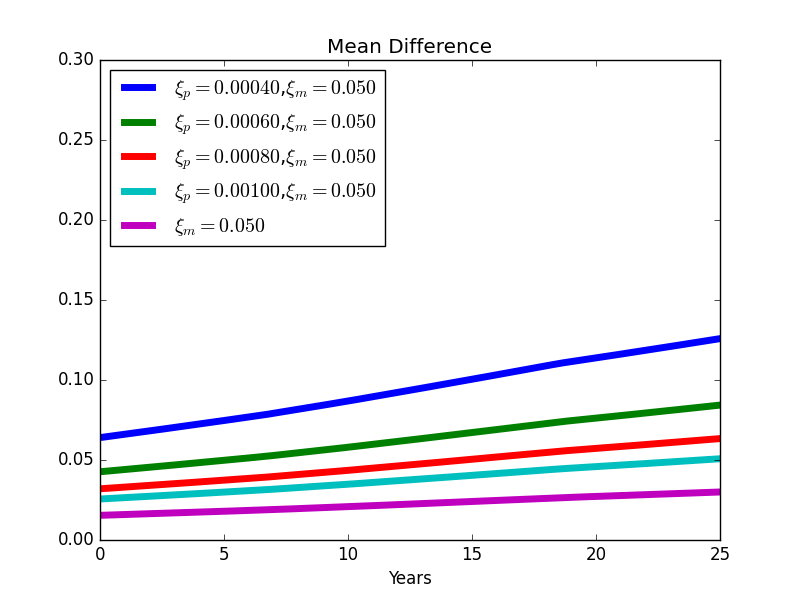 Mean Difference
0.30
0.25
0.20
0.15
0.10
0.05
0.00
ξ_p = 0.00040,ξ_m = 0.050
ξ_p = 0.00060,ξ_m = 0.050
ξ_p = 0.00080,ξ_m = 0.050
ξ_p = 0.00100,ξ_m = 0.050
ξ_m = 0.050
0 5 10 15 20 25
Years